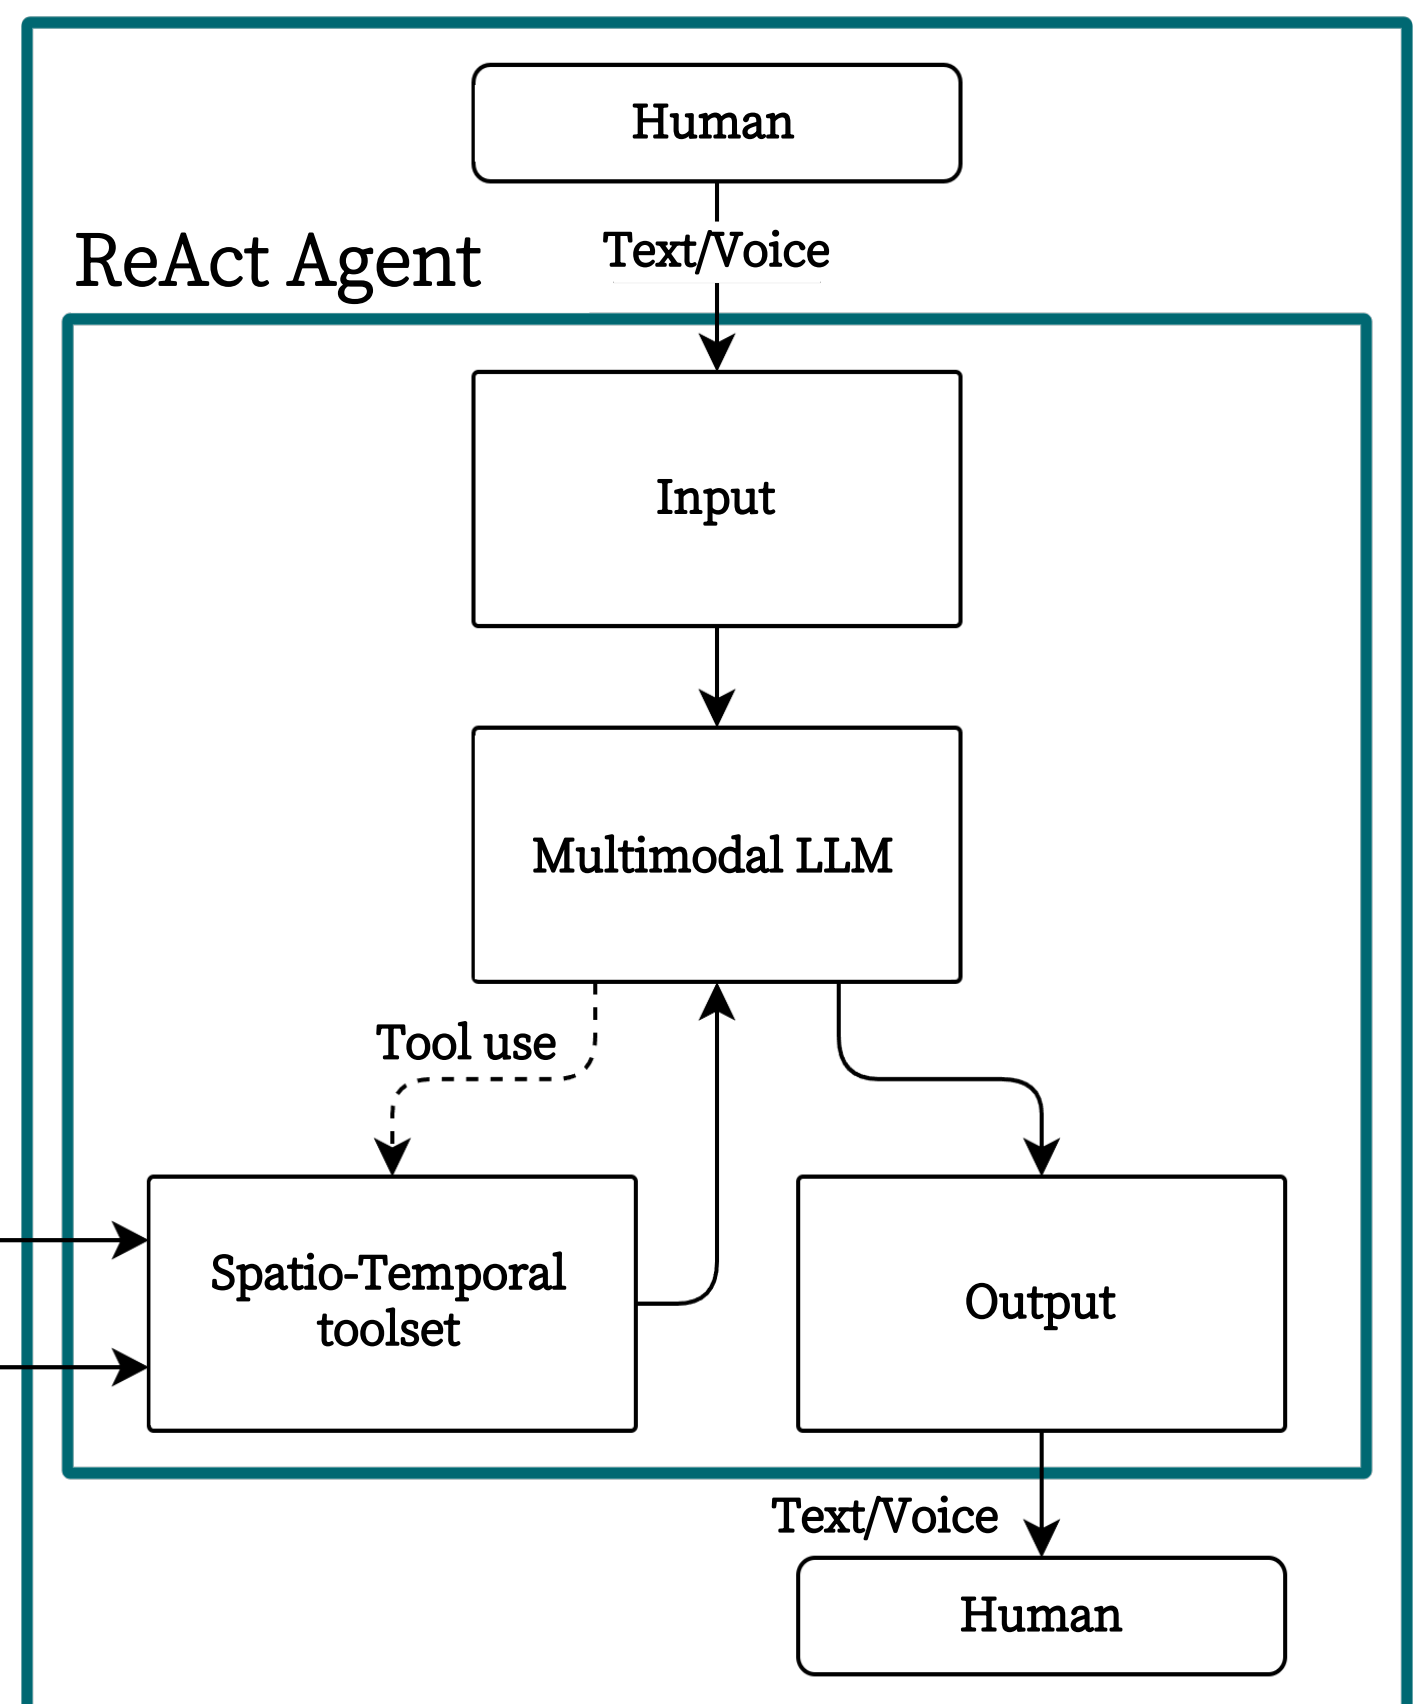 Human
Text/Voice
ReAct Agent
Input
Multimodal LLM
Tool use
Spatio-Temporal
toolset
Output
Text/Voice
Human